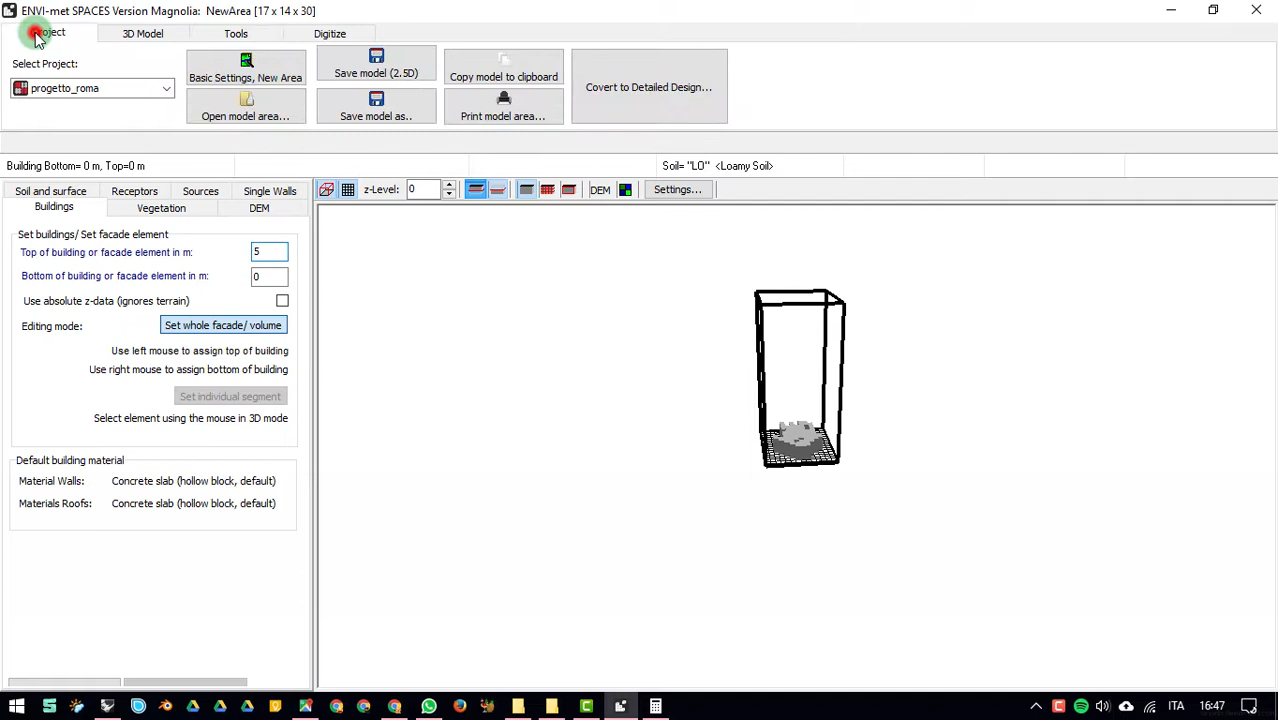 ENVI-met SPACES Version Magnolia: NewArea [17 x 14 x 30]
3D Model Tools Digitize
Select Project:
progetto_roma
Basic Settings, New Area
Open model area...
Save model (2.5D)
Save model as..
Copy model to clipboard
Print model area...
Covert to Detailed Design...
Building Bottom= 0 m, Top=0 m
Soil= "LO" <Loamy Soil>
Soil and surface Receptors Sources Single Walls
Buildings Vegetation DEM
z-Level: 0 DEM Settings...
Set buildings/ Set facade element
Top of building or facade element in m: 5
Bottom of building or facade element in m: 0
Use absolute z-data (ignores terrain)
Editing mode: Set whole facade/ volume
Use left mouse to assign top of building
Use right mouse to assign bottom of building
Set individual segment
Select element using the mouse in 3D mode
Default building material
Material Walls: Concrete slab (hollow block, default)
Materials Roofs: Concrete slab (hollow block, default)
ITA 16:47